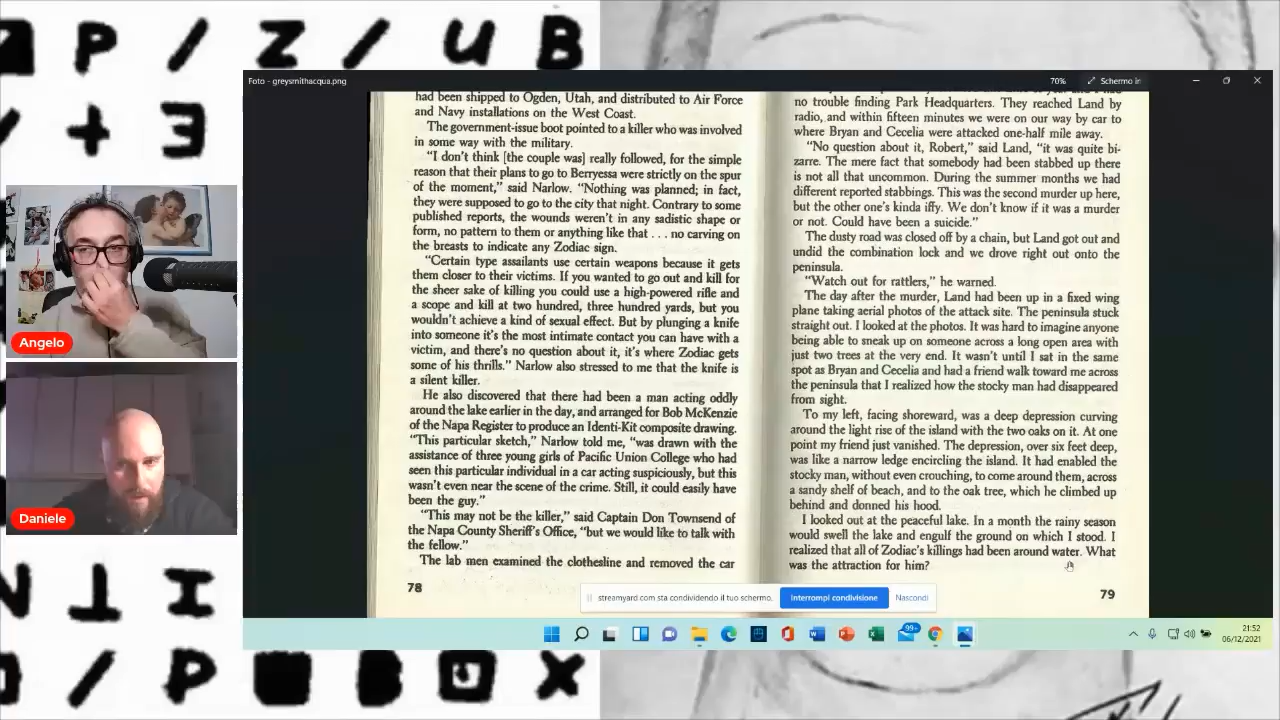 P / Z / U B
+ Э
Foto - greysmithacqua.png
70%
Schermo in
had been shipped to Ogden, Utah, and distributed to Air Force
and Navy installations on the West Coast.
The government-issue boot pointed to a killer who was involved
in some way with the military.
"I don't think [the couple was] really followed, for the simple
reason that their plans to go to Berryessa were strictly on the spur
of the moment," said Narlow. "Nothing was planned; in fact,
they were supposed to go to the city that night. Contrary to some
published reports, the wounds weren't in any sadistic shape or
form, no pattern to them or anything like that . . . no carving on
the breasts to indicate any Zodiac sign.
"Certain type assailants use certain weapons because it gets
them closer to their victims. If you wanted to go out and kill for
the sheer sake of killing you could use a high-powered rifle and
a scope and kill at two hundred, three hundred yards, but you
wouldn't achieve a kind of sexual effect. But by plunging a knife
into someone it's the most intimate contact you can have with a
victim, and there's no question about it, it's where Zodiac gets
some of his thrills." Narlow also stressed to me that the knife is
a silent killer.
He also discovered that there had been a man acting oddly
around the lake earlier in the day, and arranged for Bob McKenzie
of the Napa Register to produce an Identi-Kit composite drawing.
"This particular sketch," Narlow told me, "was drawn with the
assistance of three young girls of Pacific Union College who had
seen this particular individual in a car acting suspiciously, but this
wasn't even near the scene of the crime. Still, it could easily have
been the guy."
"This may not be the killer," said Captain Don Townsend of
the Napa County Sheriff's Office, "but we would like to talk with
the fellow."
The lab men examined the clothesline and removed the car
78
no trouble finding Park Headquarters. They reached Land by
radio, and within fifteen minutes we were on our way by car to
where Bryan and Cecelia were attacked one-half mile away.
"No question about it, Robert," said Land, "it was quite bi-
zarre. The mere fact that somebody had been stabbed up there
is not all that uncommon. During the summer months we had
different reported stabbings. This was the second murder up here,
but the other one's kinda iffy. We don't know if it was a murder
or not. Could have been a suicide."
The dusty road was closed off by a chain, but Land got out and
undid the combination lock and we drove right out onto the
peninsula.
"Watch out for rattlers," he warned.
The day after the murder, Land had been up in a fixed wing
plane taking aerial photos of the attack site. The peninsula stuck
straight out. I looked at the photos. It was hard to imagine anyone
being able to sneak up on someone across a long open area with
just two trees at the very end. It wasn't until I sat in the same
spot as Bryan and Cecelia and had a friend walk toward me across
the peninsula that I realized how the stocky man had disappeared
from sight.
To my left, facing shoreward, was a deep depression curving
around the light rise of the island with the two oaks on it. At one
point my friend just vanished. The depression, over six feet deep,
was like a narrow ledge encircling the island. It had enabled the
stocky man, without even crouching, to come around them, across
a sandy shelf of beach, and to the oak tree, which he climbed up
behind and donned his hood.
I looked out at the peaceful lake. In a month the rainy season
would swell the lake and engulf the ground on which I stood. I
realized that all of Zodiac's killings had been around water. What
was the attraction for him?
79
Angelo
Daniele
streamyard.com sta condividendo il tuo schermo.
Interrompi condivisione
Nascondi
99+
21:52
06/12/2021
⊥ I
/ P X